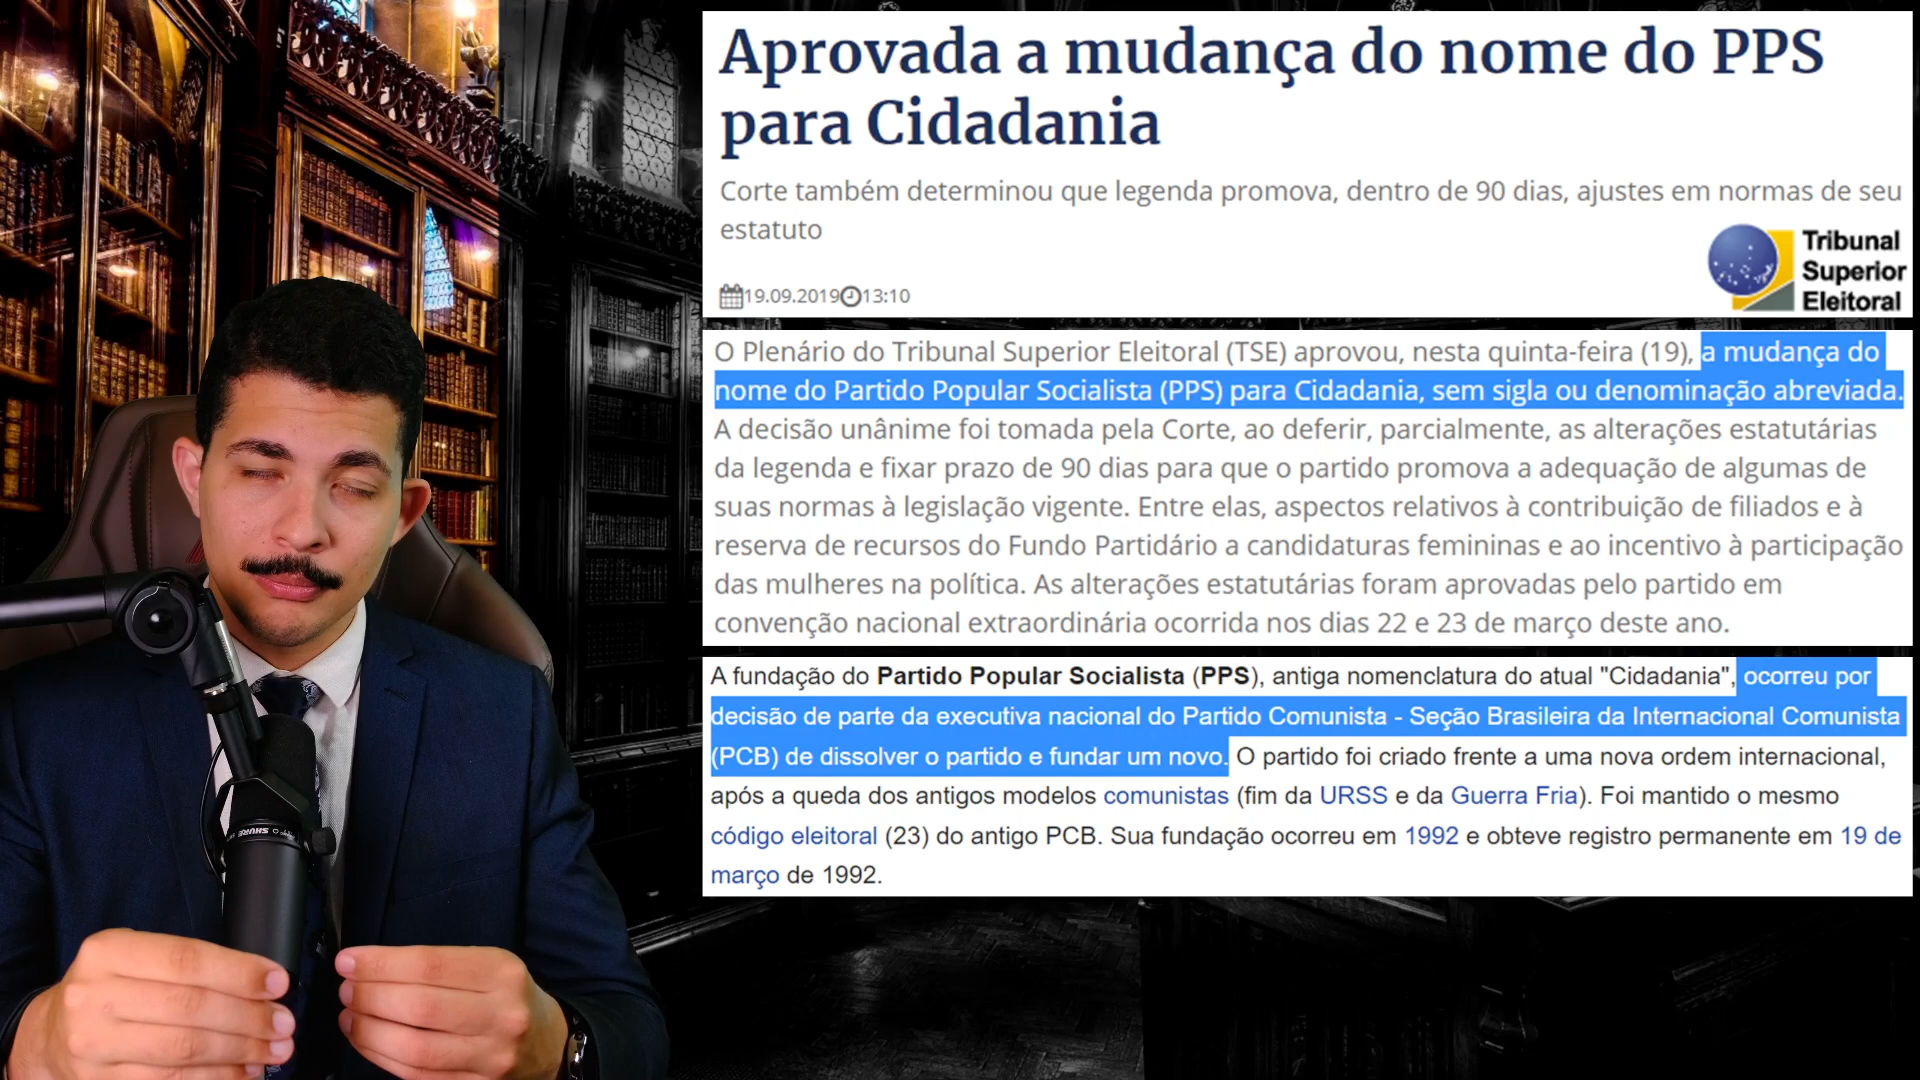 Aprovada a mudança do nome do PPS
para Cidadania
Corte também determinou que legenda promova, dentro de 90 dias, ajustes em normas de seu
estatuto
19.09.2019 13:10
Tribunal
Superior
Eleitoral
O Plenário do Tribunal Superior Eleitoral (TSE) aprovou, nesta quinta-feira (19), a mudança do
nome do Partido Popular Socialista (PPS) para Cidadania, sem sigla ou denominação abreviada.
A decisão unânime foi tomada pela Corte, ao deferir, parcialmente, as alterações estatutárias
da legenda e fixar prazo de 90 dias para que o partido promova a adequação de algumas de
suas normas à legislação vigente. Entre elas, aspectos relativos à contribuição de filiados e à
reserva de recursos do Fundo Partidário a candidaturas femininas e ao incentivo à participação
das mulheres na política. As alterações estatutárias foram aprovadas pelo partido em
convenção nacional extraordinária ocorrida nos dias 22 e 23 de março deste ano.
A fundação do Partido Popular Socialista (PPS), antiga nomenclatura do atual "Cidadania", ocorreu por
decisão de parte da executiva nacional do Partido Comunista - Seção Brasileira da Internacional Comunista
(PCB) de dissolver o partido e fundar um novo. O partido foi criado frente a uma nova ordem internacional,
após a queda dos antigos modelos comunistas (fim da URSS e da Guerra Fria). Foi mantido o mesmo
código eleitoral (23) do antigo PCB. Sua fundação ocorreu em 1992 e obteve registro permanente em 19 de
março de 1992.
SHURE